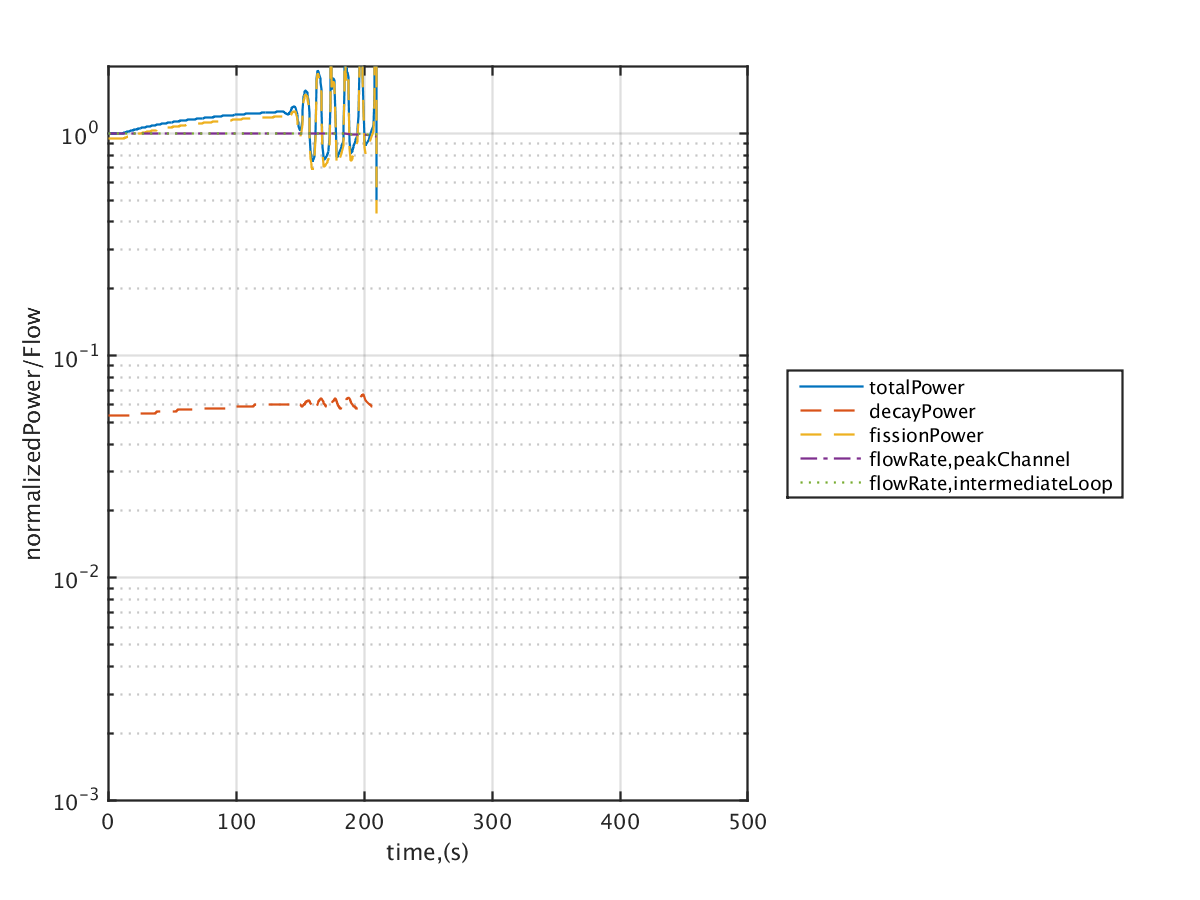 10^0
10^-1
10^-2
10^-3
normalizedPower/Flow
0 100 200 300 400 500
time,(s)
totalPower
decayPower
fissionPower
flowRate,peakChannel
flowRate,intermediateLoop